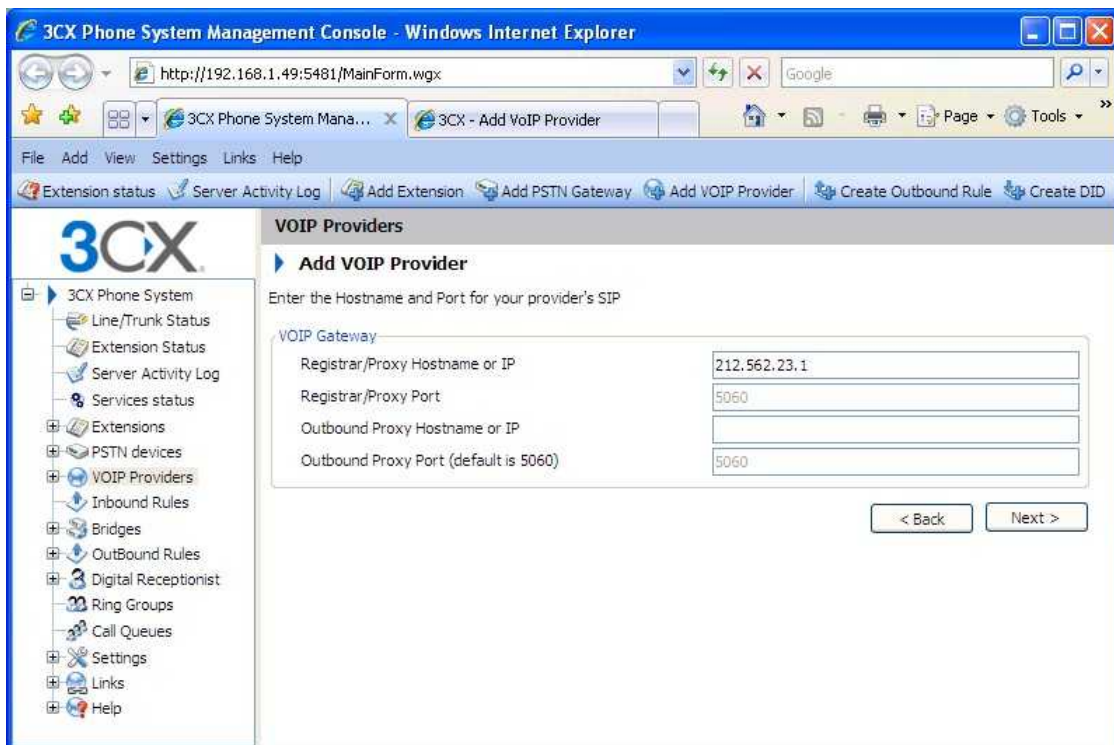 3CX Phone System Management Console - Windows Internet Explorer
http://192.168.1.49:5481/MainForm.wgx
Google
3CX Phone System Mana... X
3CX - Add VoIP Provider
Page
Tools
»
File Add View Settings Links Help
Extension status Server Activity Log Add Extension Add PSTN Gateway Add VOIP Provider Create Outbound Rule Create DID
3CX
3CX Phone System
Line/Trunk Status
Extension Status
Server Activity Log
Services status
Extensions
PSTN devices
VOIP Providers
Inbound Rules
Bridges
OutBound Rules
Digital Receptionist
Ring Groups
Call Queues
Settings
Links
Help
VOIP Providers
Add VOIP Provider
Enter the Hostname and Port for your provider's SIP
VOIP Gateway
Registrar/Proxy Hostname or IP 212.562.23.1
Registrar/Proxy Port 5060
Outbound Proxy Hostname or IP
Outbound Proxy Port (default is 5060) 5060
< Back Next >